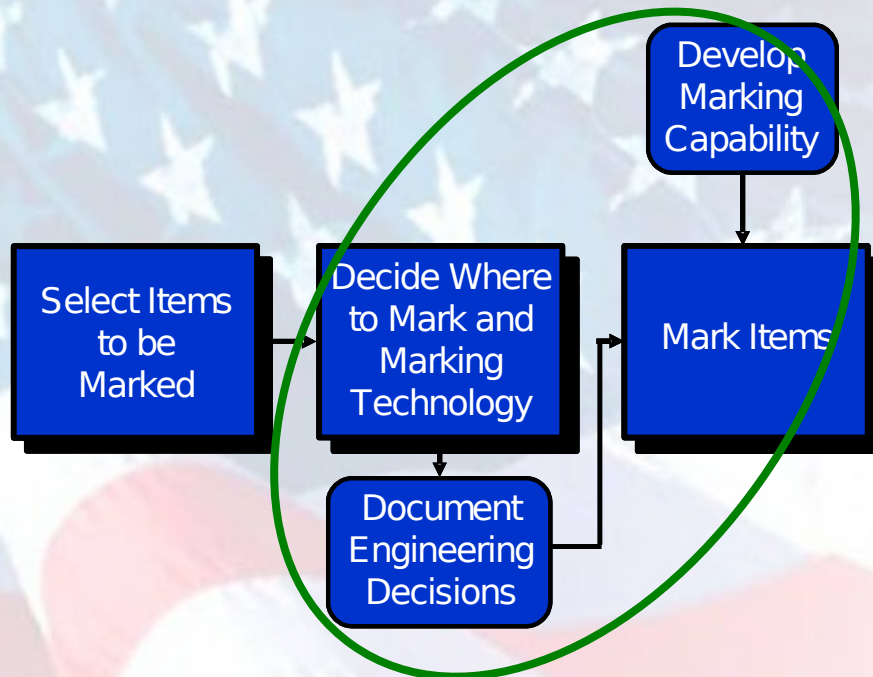 Develop
Marking
Capability
Select Items
to be
Marked
Decide Where
to Mark and
Marking
Technology
Mark Items
Document
Engineering
Decisions